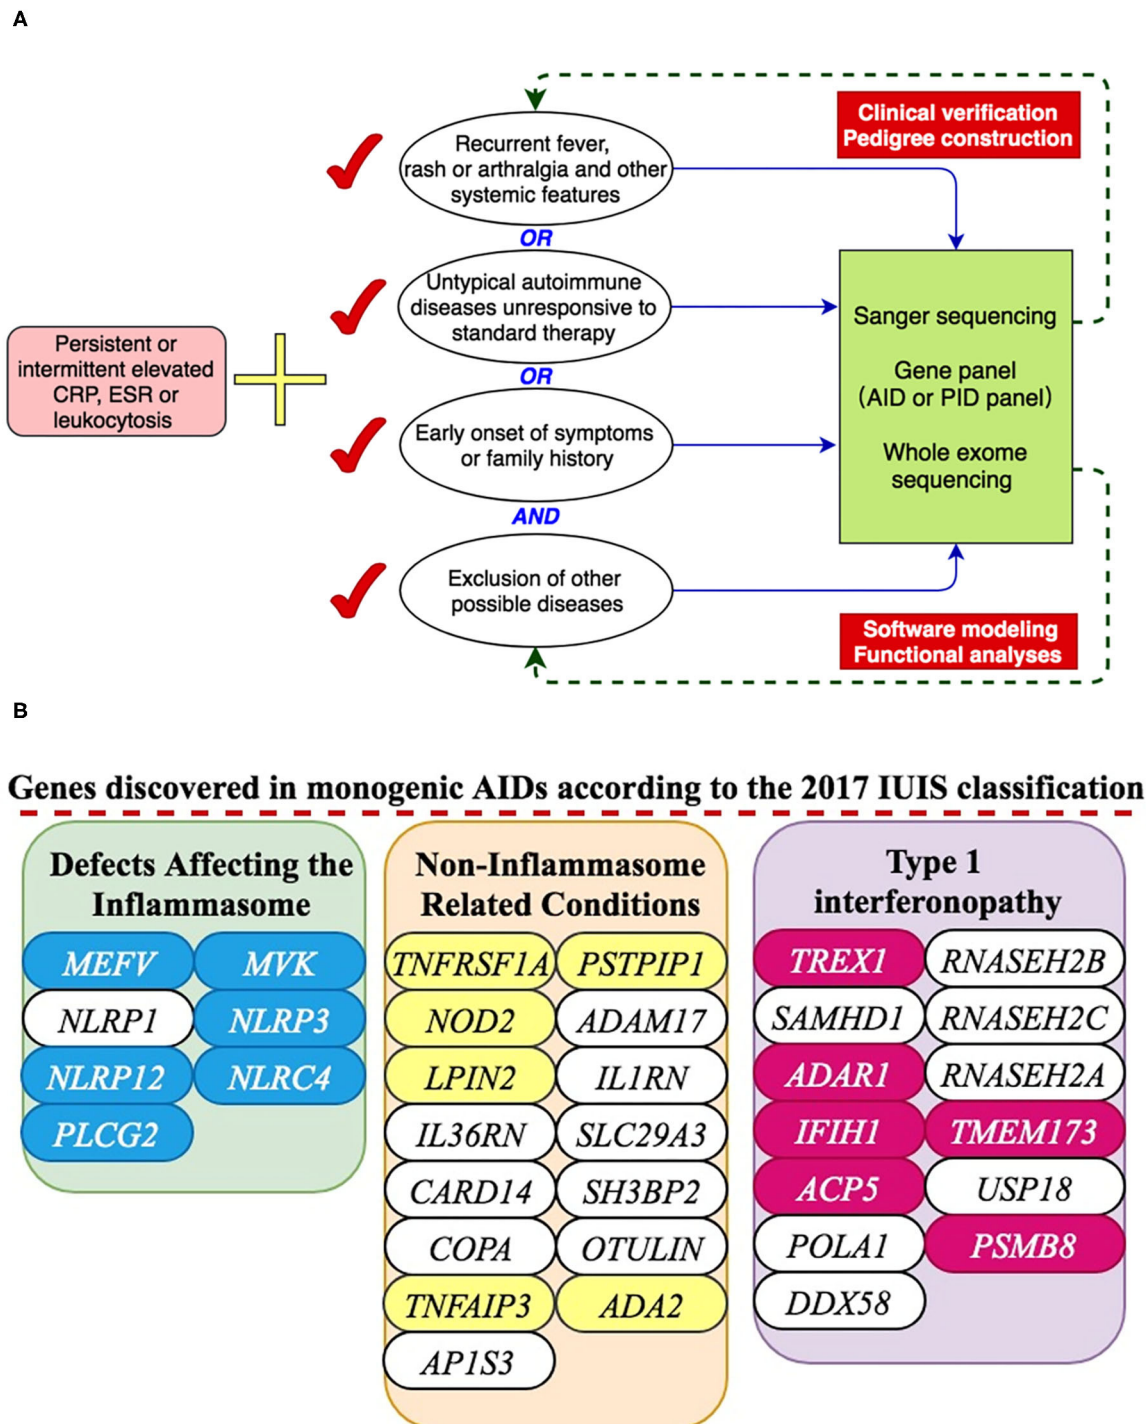 A
Clinical verification
Pedigree construction
Recurrent fever,
rash or arthralgia and other
systemic features
OR
Untypical autoimmune
diseases unresponsive to
standard therapy
Persistent or
intermittent elevated
CRP, ESR or
leukocytosis
OR
Early onset of symptoms
or family history
AND
Exclusion of other
possible diseases
Sanger sequencing
Gene panel
(AID or PID panel)
Whole exome
sequencing
Software modeling
Functional analyses
B
Genes discovered in monogenic AIDs according to the 2017 IUIS classification
Defects Affecting the
Inflammasome
MEFV MVK
NLRP1 NLRP3
NLRP12 NLRC4
PLCG2
Non-Inflammasome
Related Conditions
TNFRSF1A PSTPIP1
NOD2 ADAM17
LPIN2 IL1RN
IL36RN SLC29A3
CARD14 SH3BP2
COPA OTULIN
TNFAIP3 ADA2
AP1S3
Type 1
interferonopathy
TREX1 RNASEH2B
SAMHD1 RNASEH2C
ADAR1 RNASEH2A
IFIH1 TMEM173
ACP5 USP18
POLA1 PSMB8
DDX58